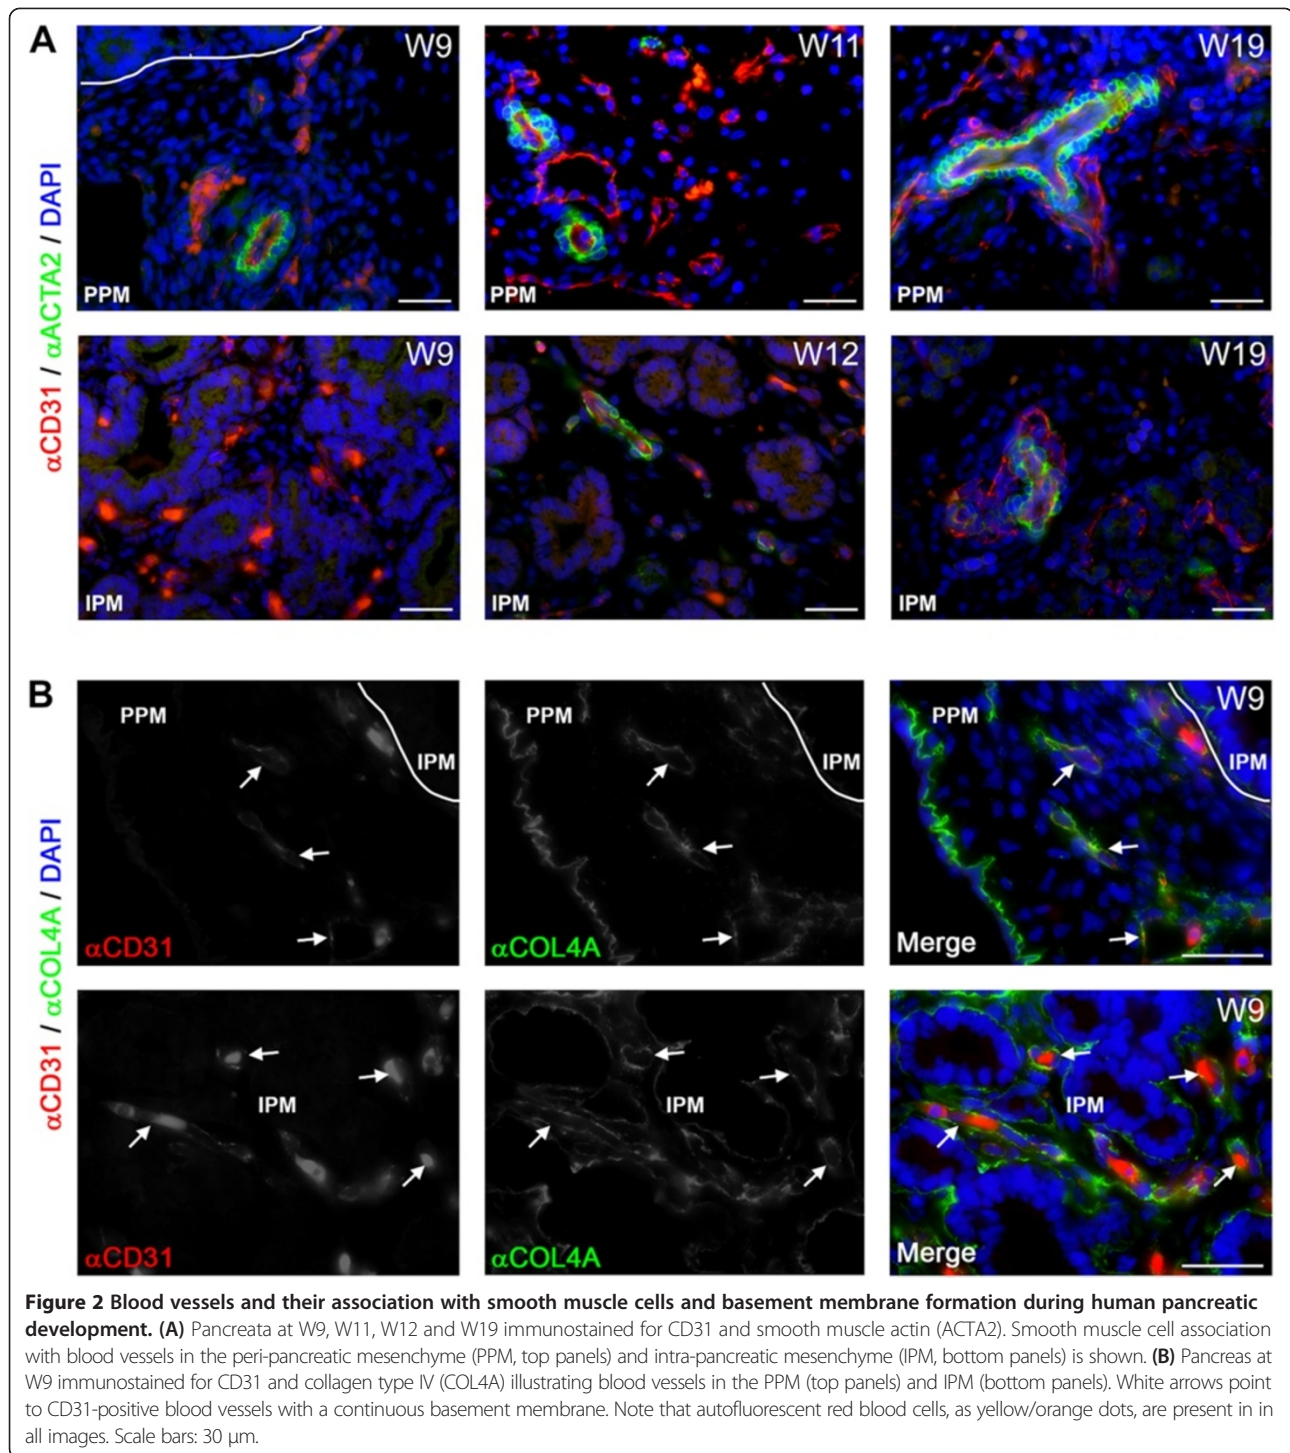 A
W9
W11
W19
αCD31 / αACTA2 / DAPI
PPM
PPM
PPM
W9
W12
W19
IPM
IPM
IPM
B
αCD31 / αCOL4A / DAPI
PPM
IPM
αCD31
PPM
IPM
αCOL4A
W9
PPM
IPM
Merge
IPM
αCD31
IPM
αCOL4A
W9
IPM
Merge
Figure 2 Blood vessels and their association with smooth muscle cells and basement membrane formation during human pancreatic
development. (A) Pancreata at W9, W11, W12 and W19 immunostained for CD31 and smooth muscle actin (ACTA2). Smooth muscle cell association
with blood vessels in the peri-pancreatic mesenchyme (PPM, top panels) and intra-pancreatic mesenchyme (IPM, bottom panels) is shown. (B) Pancreas at
W9 immunostained for CD31 and collagen type IV (COL4A) illustrating blood vessels in the PPM (top panels) and IPM (bottom panels). White arrows point
to CD31-positive blood vessels with a continuous basement membrane. Note that autofluorescent red blood cells, as yellow/orange dots, are present in in
all images. Scale bars: 30 μm.